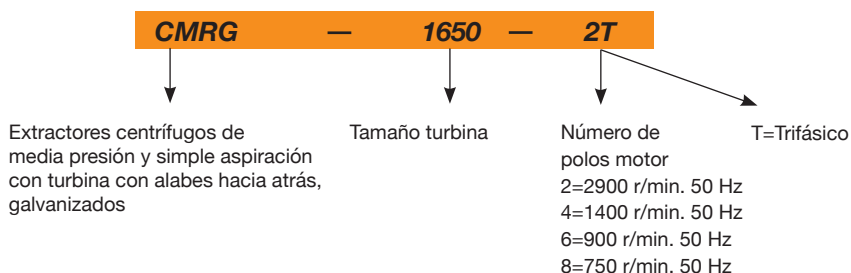 CMRG — 1650 — 2T
Extractores centrífugos de
media presión y simple aspiración
con turbina con alabes hacia atrás,
galvanizados
Tamaño turbina
Número de
polos motor
2=2900 r/min. 50 Hz
4=1400 r/min. 50 Hz
6=900 r/min. 50 Hz
8=750 r/min. 50 Hz
T=Trifásico